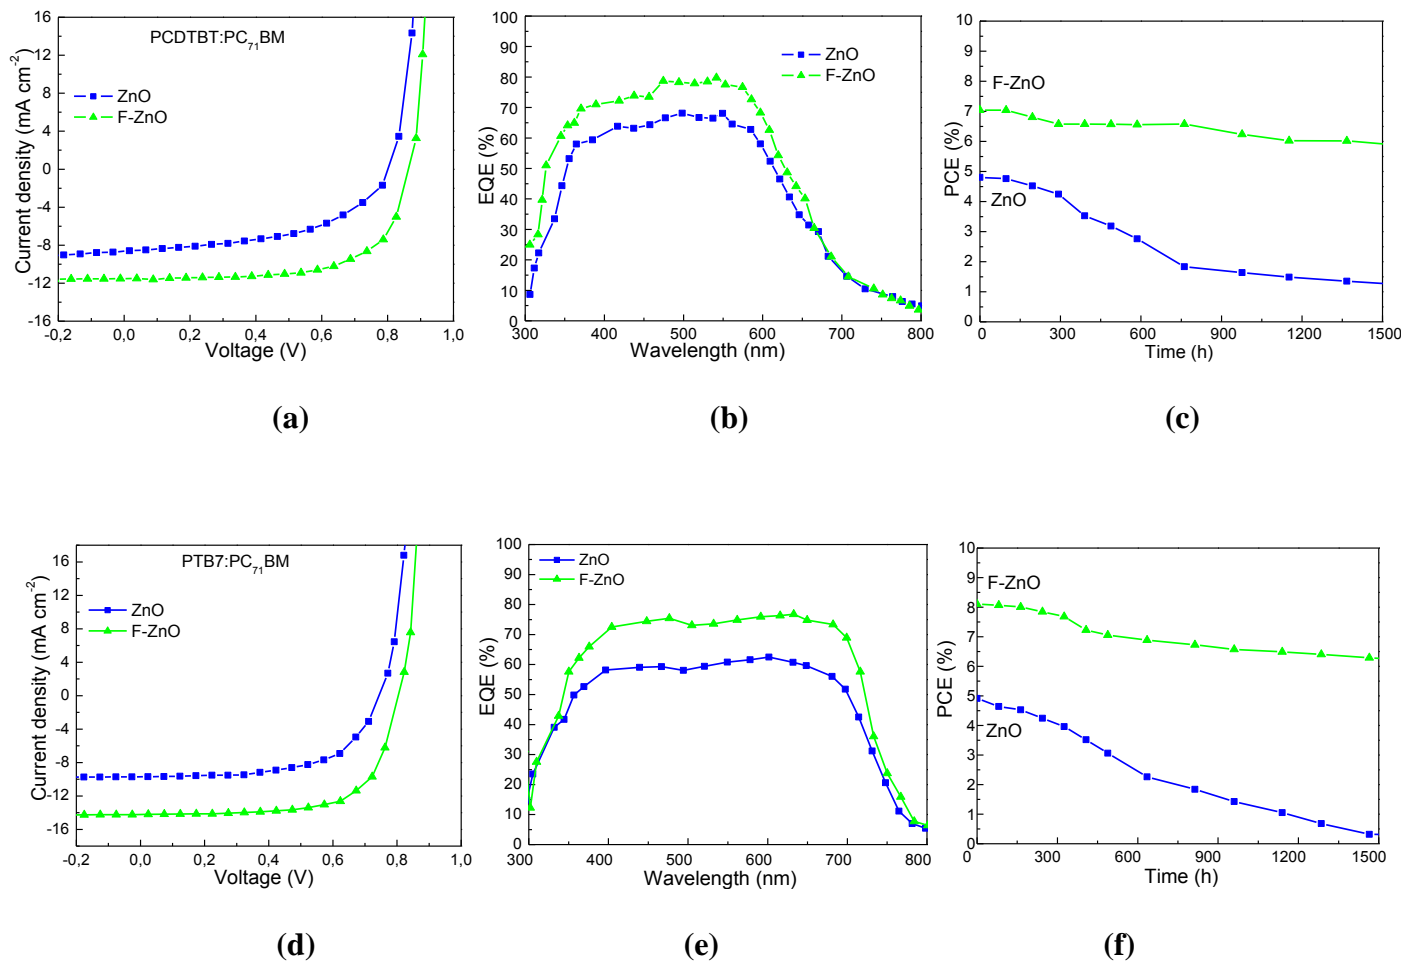 PCDTBT:PC71BM
ZnO
F-ZnO
Current density (mA cm-2)
16
12
8
4
0
-4
-8
-12
-16
-0,2 0,0 0,2 0,4 0,6 0,8 1,0
Voltage (V)
(a)
ZnO
F-ZnO
EQE (%)
100
90
80
70
60
50
40
30
20
10
0
300 400 500 600 700 800
Wavelength (nm)
(b)
F-ZnO
ZnO
PCE (%)
10
9
8
7
6
5
4
3
2
1
0
0 300 600 900 1200 1500
Time (h)
(c)
PTB7:PC71BM
ZnO
F-ZnO
Current density (mA cm-2)
16
12
8
4
0
-4
-8
-12
-16
-0,2 0,0 0,2 0,4 0,6 0,8 1,0
Voltage (V)
(d)
ZnO
F-ZnO
EQE (%)
100
90
80
70
60
50
40
30
20
10
0
300 400 500 600 700 800
Wavelength (nm)
(e)
F-ZnO
ZnO
PCE (%)
10
9
8
7
6
5
4
3
2
1
0
0 300 600 900 1200 1500
Time (h)
(f)